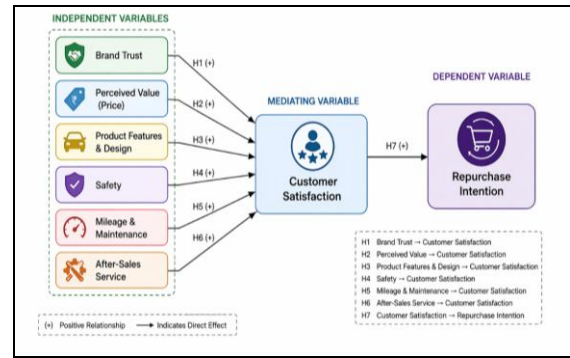 INDEPENDENT VARIABLES
Brand Trust
Perceived Value
(Price)
Product Features
& Design
Safety
Mileage &
Maintenance
After-Sales
Service
H1 (+)
H2 (+)
H3 (+)
H4 (+)
H5 (+)
H6 (+)
MEDIATING VARIABLE
Customer
Satisfaction
H7 (+)
DEPENDENT VARIABLE
Repurchase
Intention
H1 Brand Trust → Customer Satisfaction
H2 Perceived Value → Customer Satisfaction
H3 Product Features & Design → Customer Satisfaction
H4 Safety → Customer Satisfaction
H5 Mileage & Maintenance → Customer Satisfaction
H6 After-Sales Service → Customer Satisfaction
H7 Customer Satisfaction → Repurchase Intention
(+) Positive Relationship → Indicates Direct Effect